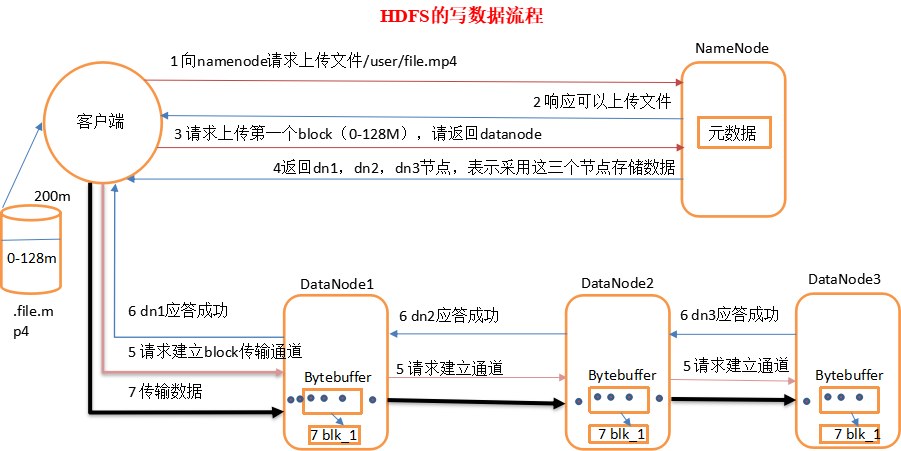 HDFS的写数据流程
NameNode
1 向namenode请求上传文件/user/file.mp4
2 响应可以上传文件
客户端
元数据
3 请求上传第一个block（0-128M），请返回datanode
4返回dn1，dn2，dn3节点，表示采用这三个节点存储数据
200m
0-128m
.file.m
p4
DataNode1
DataNode2
DataNode3
6 dn1应答成功
6 dn2应答成功
6 dn3应答成功
5 请求建立block传输通道
5 请求建立通道
5 请求建立通道
7 传输数据
Bytebuffer
Bytebuffer
Bytebuffer
7 blk_1
7 blk_1
7 blk_1